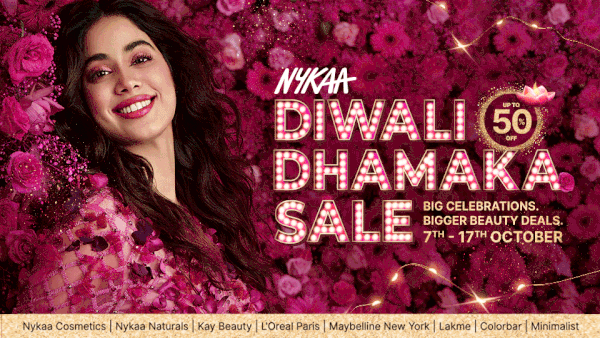 NYKAA
DIWALI
DHAMAKA
SALE
UP TO
50%
OFF
BIG CELEBRATIONS.
BIGGER BEAUTY DEALS.
7TH - 17TH OCTOBER
Nykaa Cosmetics | Nykaa Naturals | Kay Beauty | L'Oreal Paris | Maybelline New York | Lakme | Colorbar | Minimalist